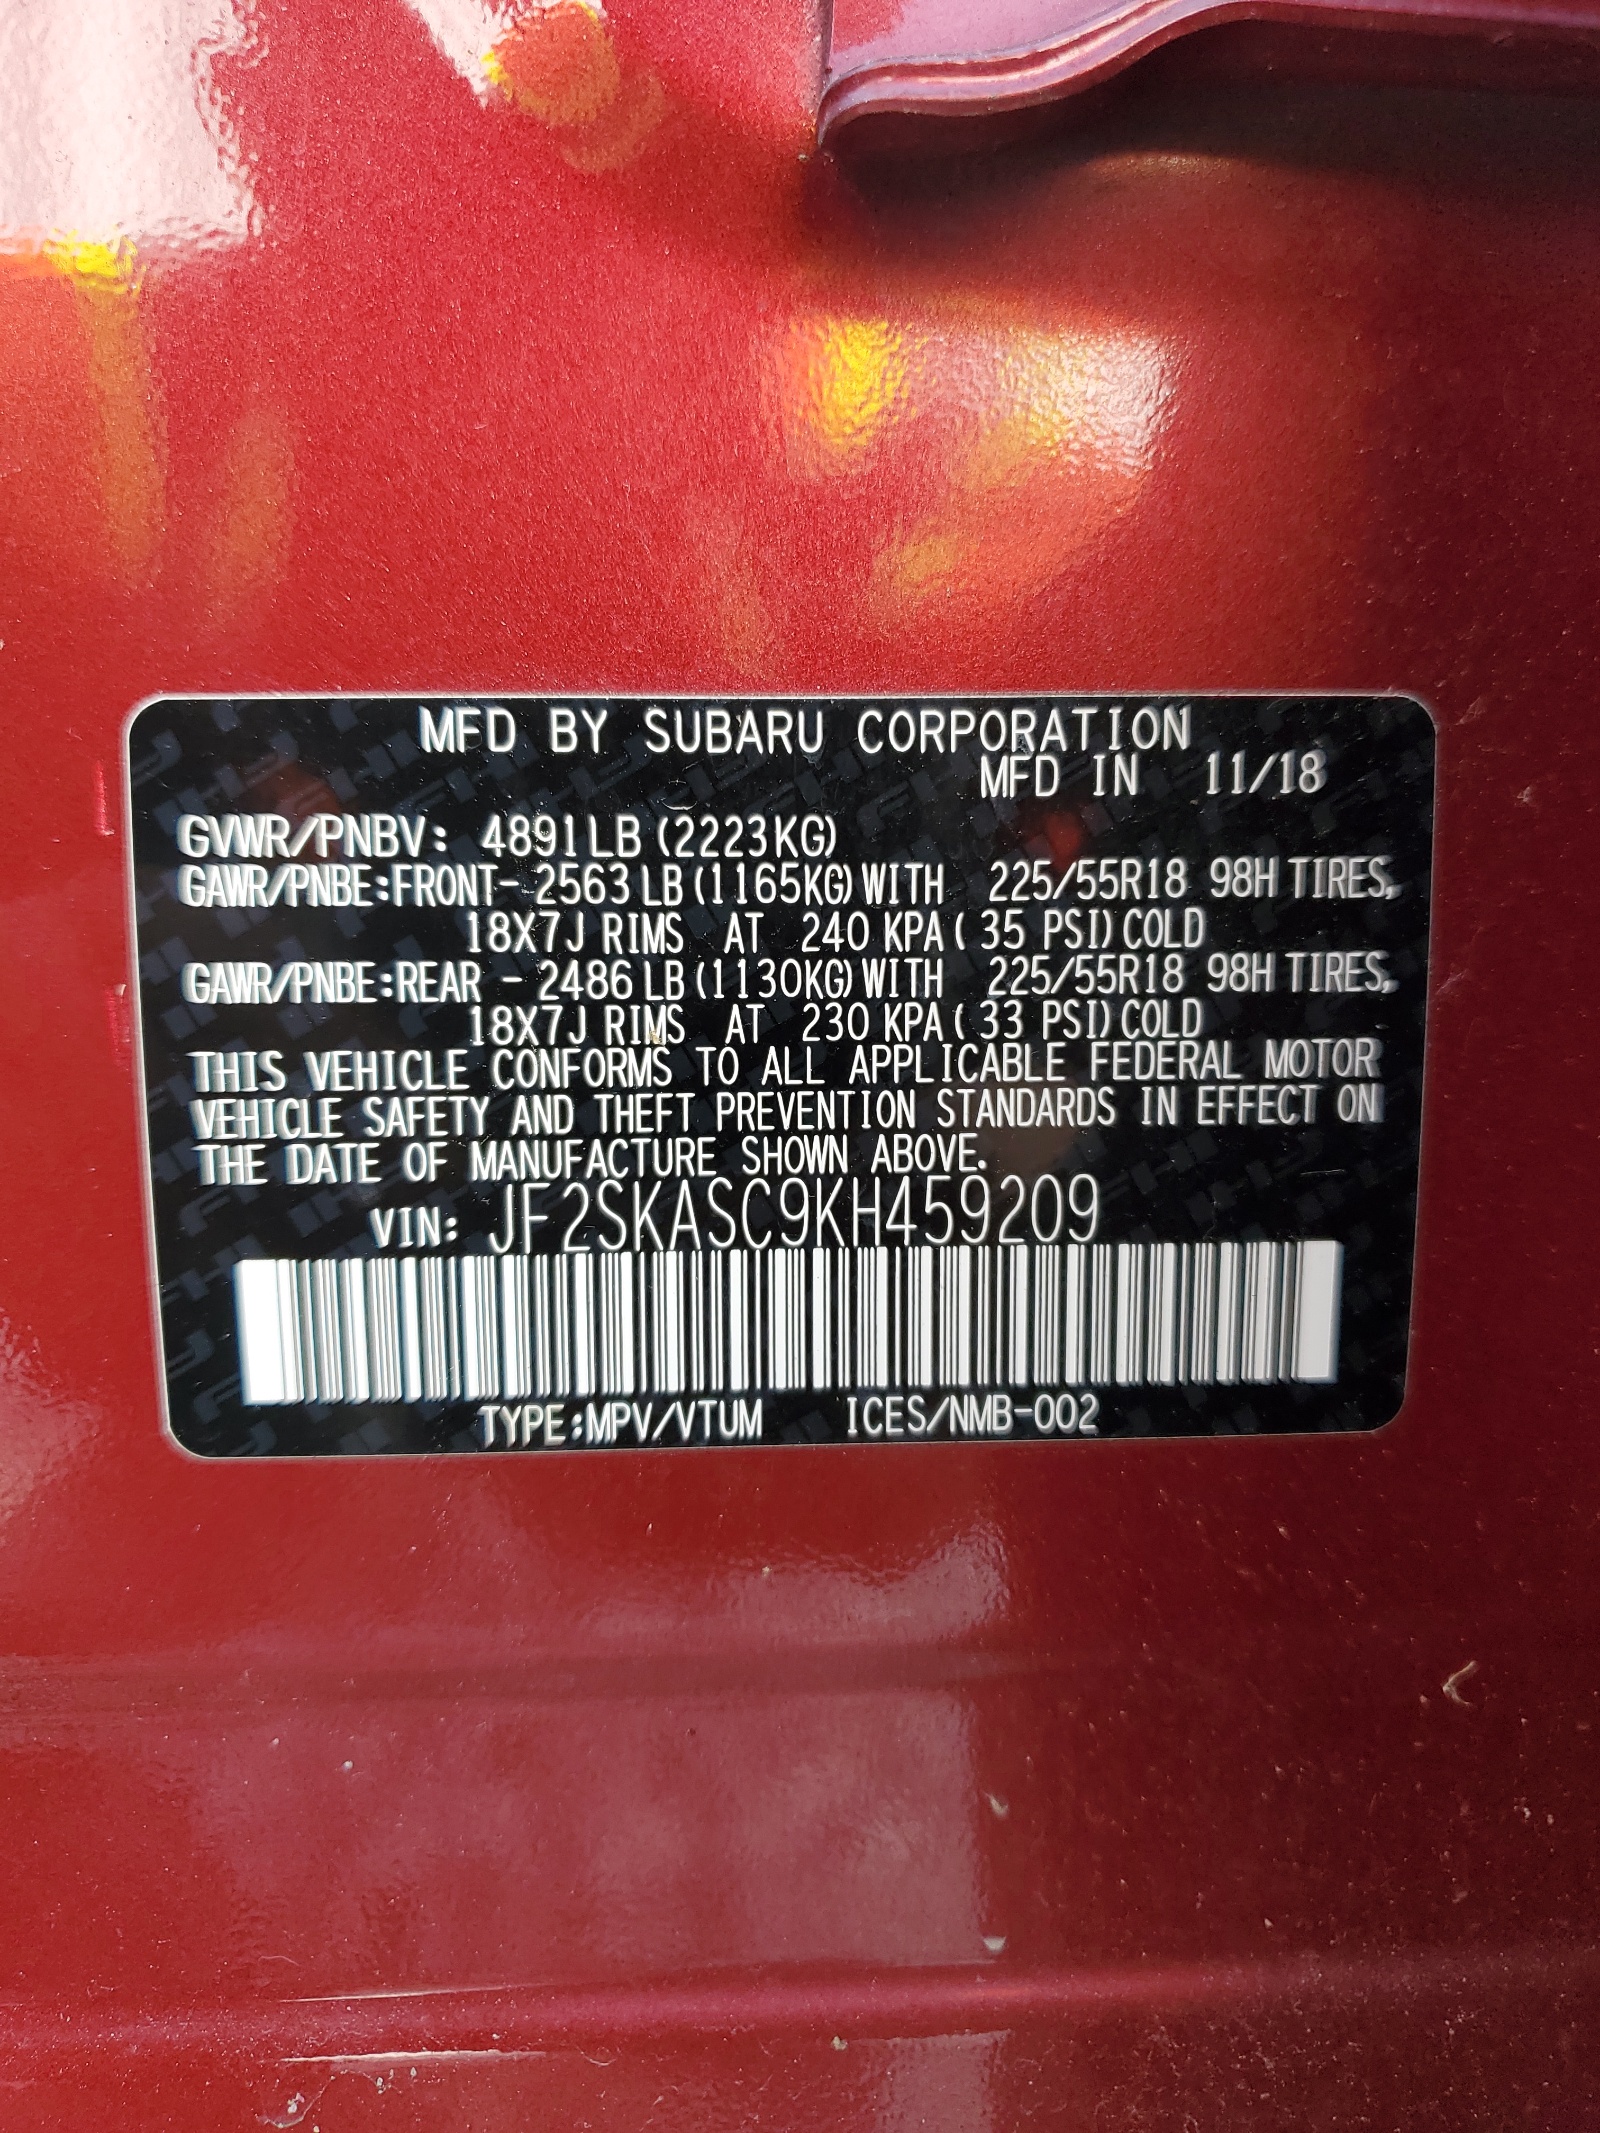 MFD BY SUBARU CORPORATION
MFD IN 11/18
GVWR/PNBV: 4891LB (2223KG)
GAWR/PNBE:FRONT- 2563 LB (1165KG) WITH 225/55R18 98H TIRES,
18X7J RIMS AT 240 KPA ( 35 PSI) COLD
GAWR/PNBE:REAR - 2486 LB (1130KG) WITH 225/55R18 98H TIRES,
18X7J RIMS AT 230 KPA ( 33 PSI) COLD
THIS VEHICLE CONFORMS TO ALL APPLICABLE FEDERAL MOTOR
VEHICLE SAFETY AND THEFT PREVENTION STANDARDS IN EFFECT ON
THE DATE OF MANUFACTURE SHOWN ABOVE.
VIN: JF2SKASC9KH459209
TYPE:MPV/VTUM ICES/NMB-002